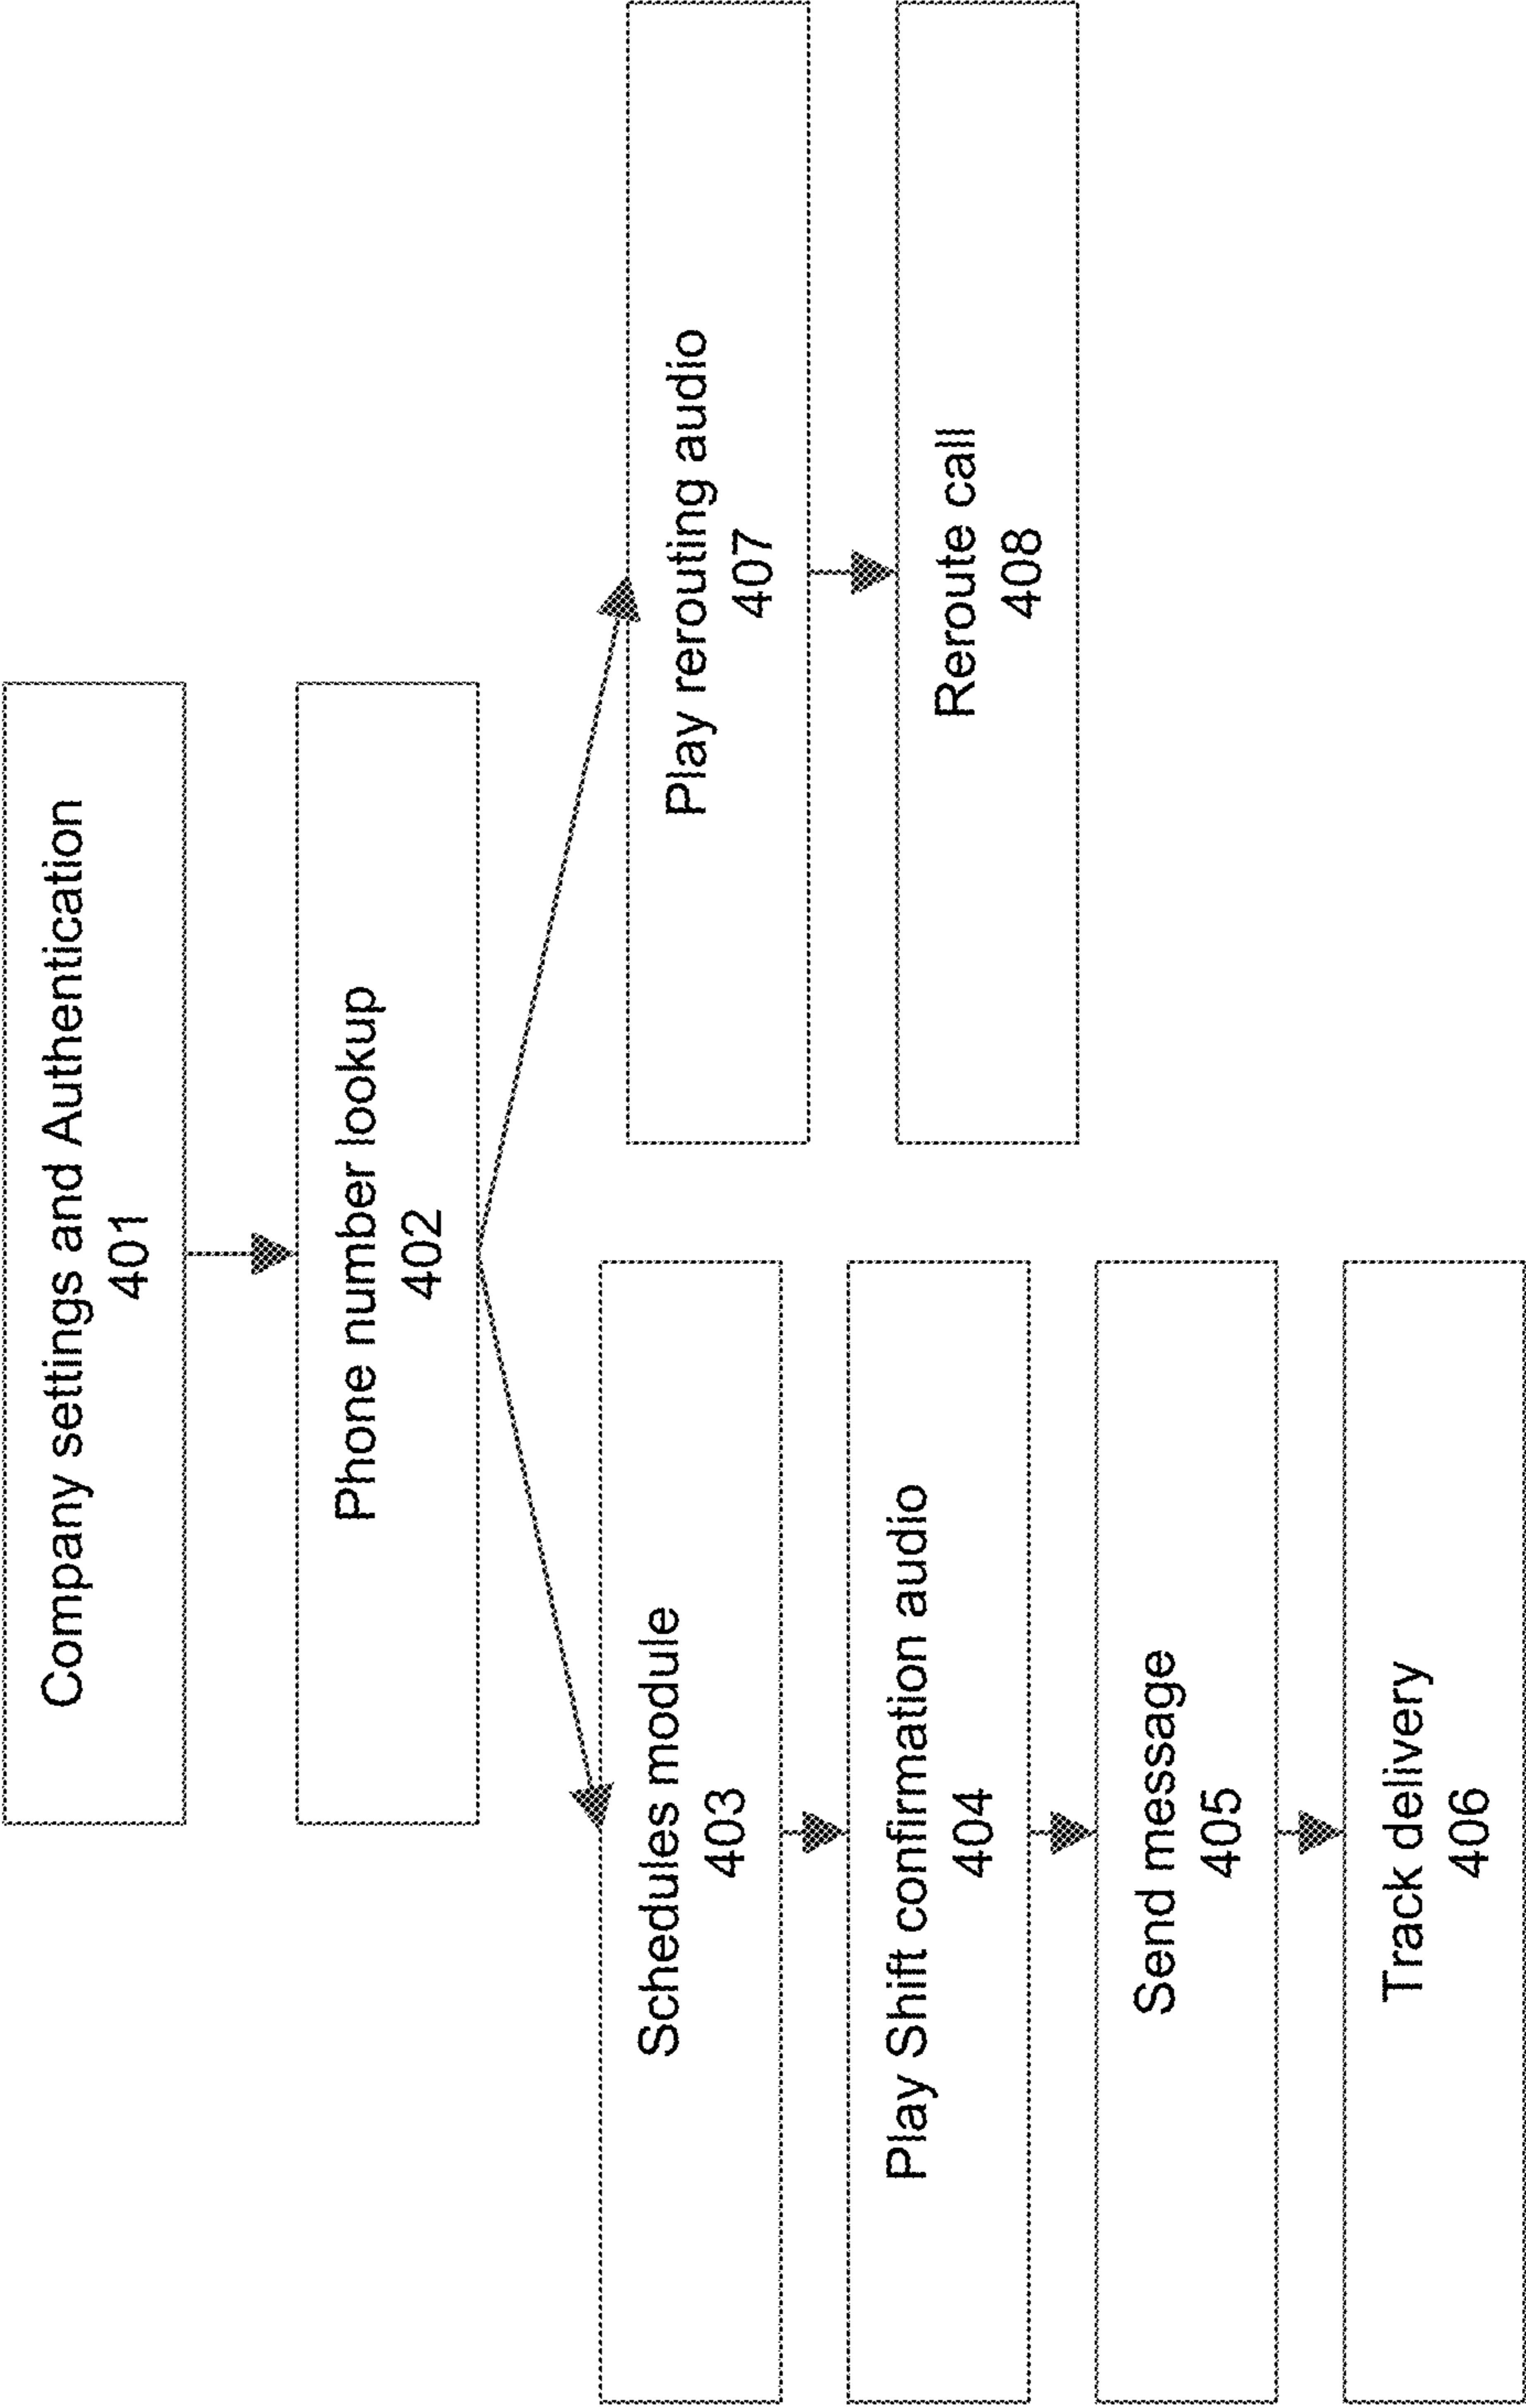 Company settings and Authentication
401
Phone number lookup
402
Schedules module
403
Play Shift confirmation audio
404
Send message
405
Track delivery
406
Play rerouting audio
407
Reroute call
408